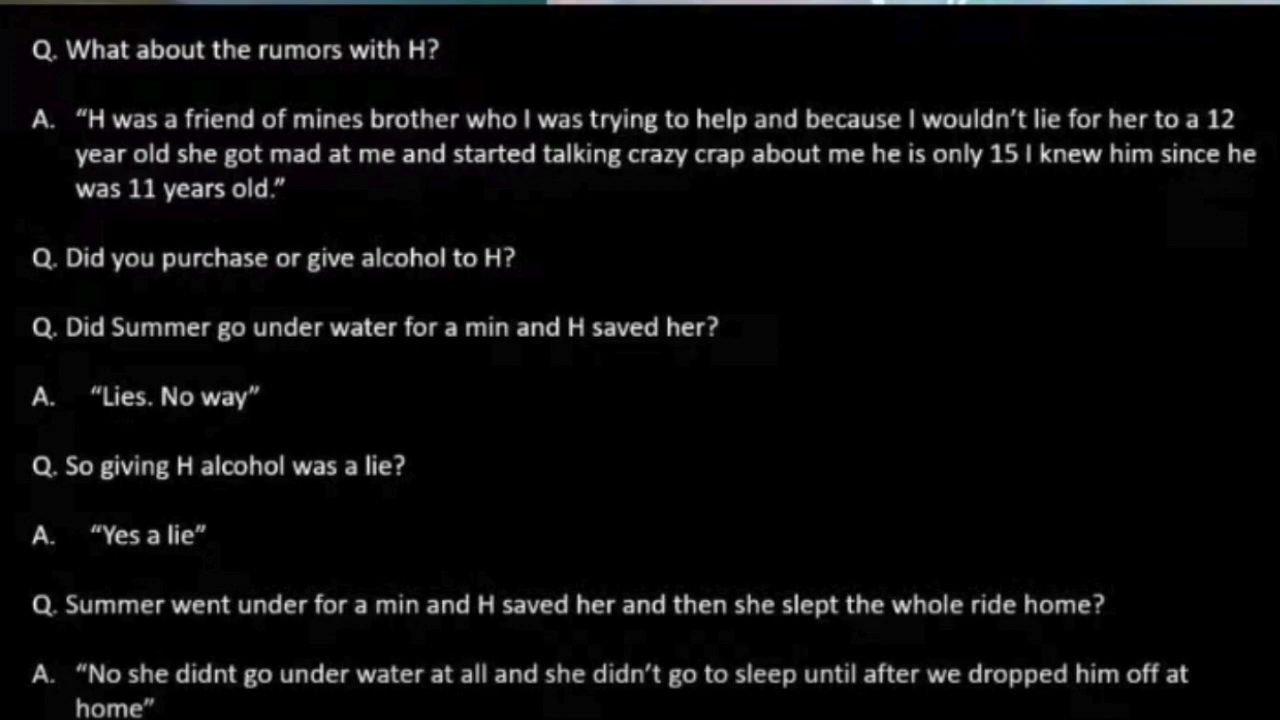 Q. What about the rumors with H?
A. “H was a friend of mines brother who I was trying to help and because I wouldn’t lie for her to a 12
year old she got mad at me and started talking crazy crap about me he is only 15 I knew him since he
was 11 years old.”
Q. Did you purchase or give alcohol to H?
Q. Did Summer go under water for a min and H saved her?
A. “Lies. No way”
Q. So giving H alcohol was a lie?
A. “Yes a lie”
Q. Summer went under for a min and H saved her and then she slept the whole ride home?
A. “No she didnt go under water at all and she didn’t go to sleep until after we dropped him off at
home”